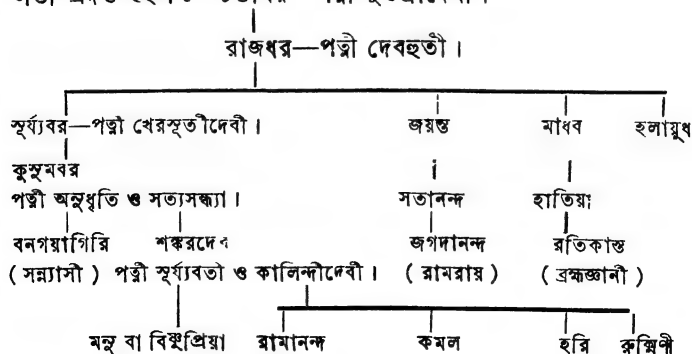 রাজধর—পত্নী দেবহুতী ।
সূর্য্যবর—পত্নী খেরসূতীদেবী । জয়ন্ত মাধব হলায়ুধ
কুসুমবর
পত্নী অনুধৃতি ও সত্যসন্ধ্যা । সতানন্দ হাতিয়া
বনগয়াগিরি শঙ্করদেব জগদানন্দ রতিকান্ত
( সন্ন্যাসী ) পত্নী সূর্য্যবতী ও কালিন্দীদেবী । ( রামরায় ) ( ব্রহ্মজ্ঞানী )
মনু বা বিষ্ণুপ্রিয়া রামানন্দ কমল হরি রুক্মিণী